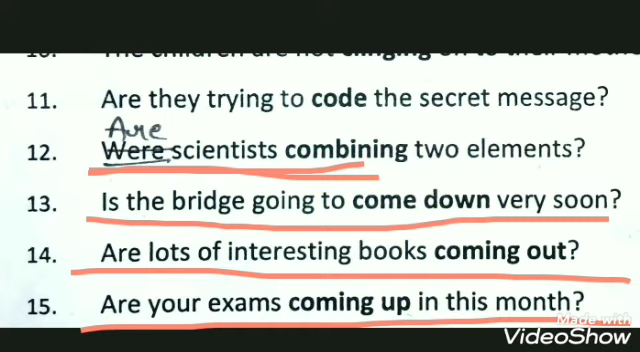 11. Are they trying to code the secret message?
Are
12. Were scientists combining two elements?
13. Is the bridge going to come down very soon?
14. Are lots of interesting books coming out?
15. Are your exams coming up in this month?
Made with
VideoShow